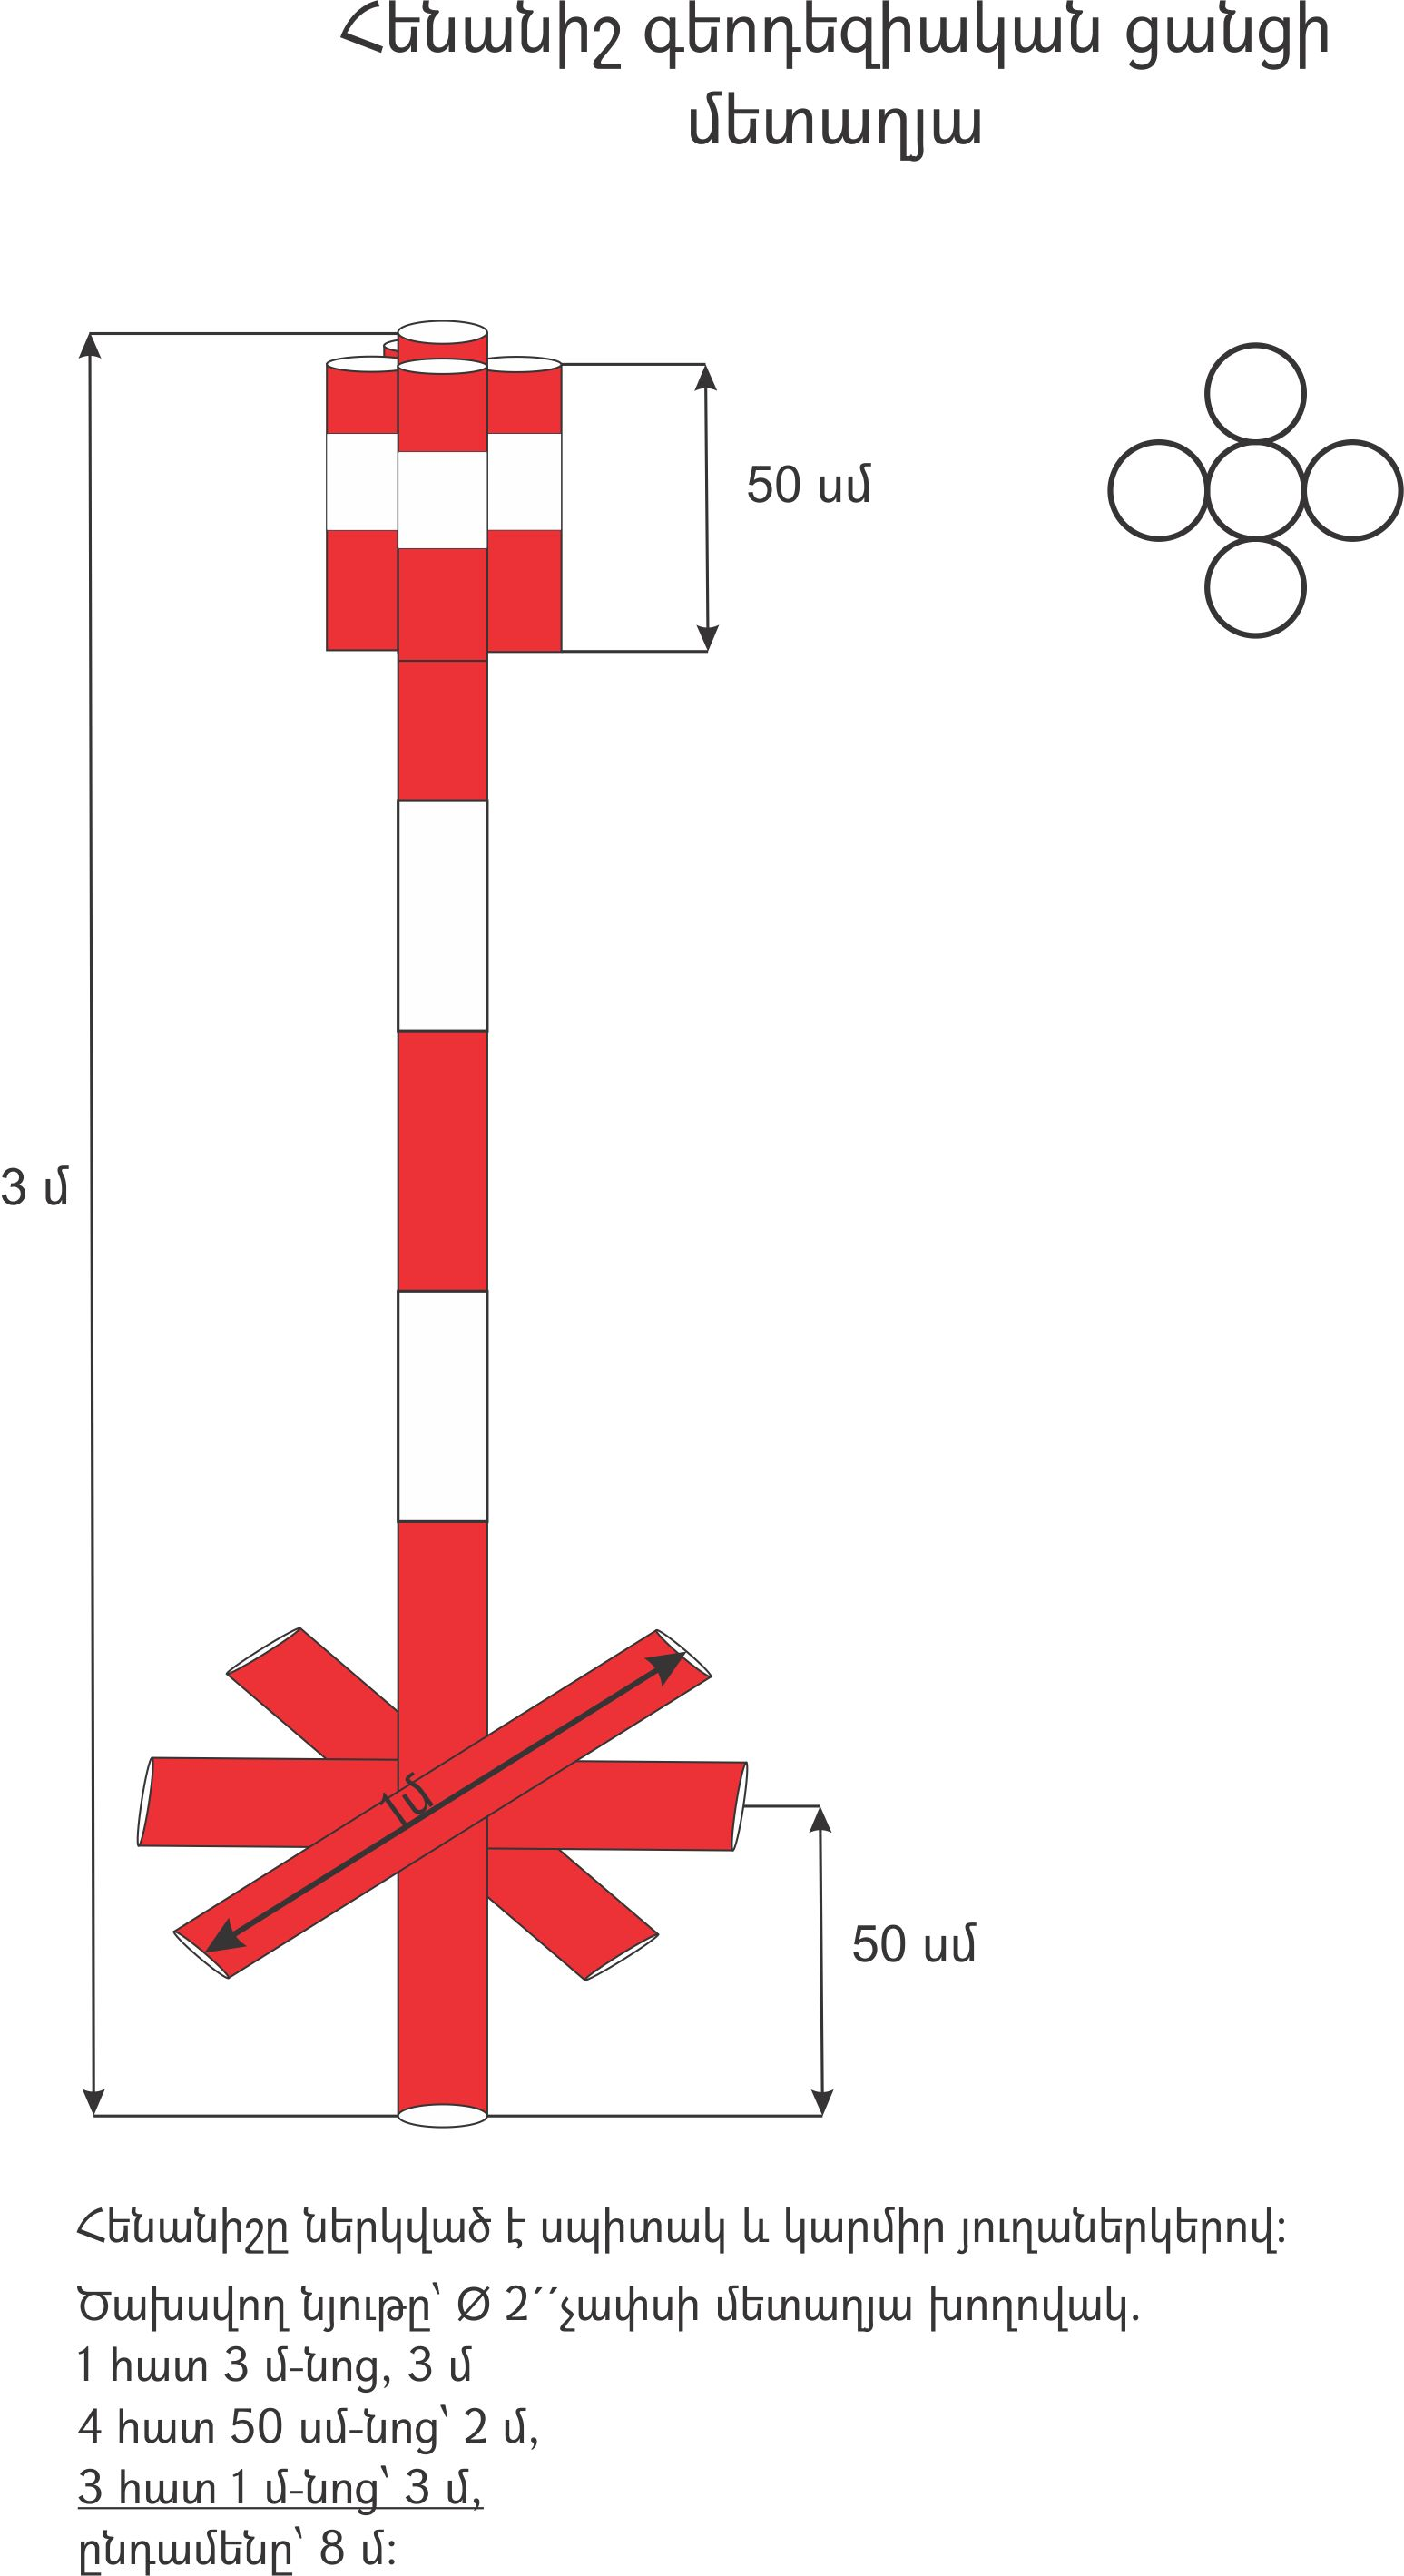 Հենանիշ գեոդեզիական ցանցի
մետաղյա
50 սմ
3 մ
1մ
50 սմ
Հենանիշը ներկված է սպիտակ և կարմիր յուղաներկերով:
Ծախսվող նյութը՝ Ø 2´´չափսի մետաղյա խողովակ.
1 հատ 3 մ-նոց, 3 մ
4 հատ 50 սմ-նոց՝ 2 մ,
3 հատ 1 մ-նոց՝ 3 մ,
ընդամենը՝ 8 մ: